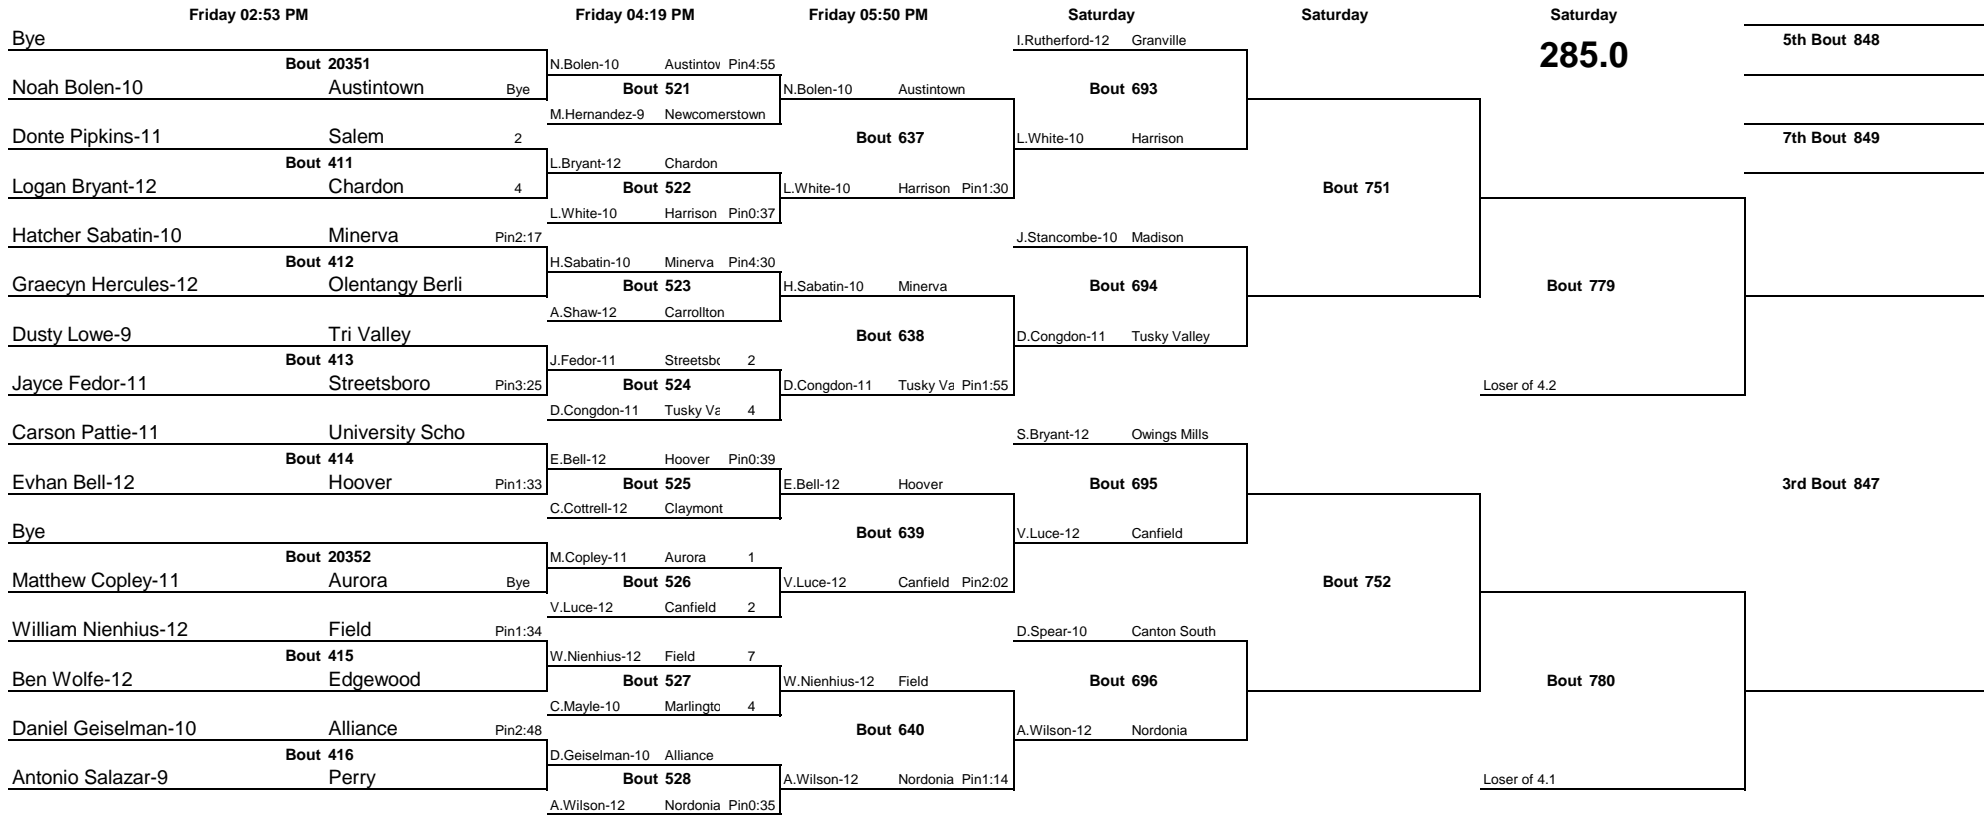 Friday 02:53 PM Friday 04:19 PM Friday 05:50 PM Saturday Saturday Saturday
Bye I.Rutherford-12 Granville 5th Bout 848
285.0
Bout 20351 N.Bolen-10 Austintov Pin4:55
Noah Bolen-10 Austintown Bye Bout 521 N.Bolen-10 Austintown Bout 693
M.Hernandez-9 Newcomerstown
Donte Pipkins-11 Salem 2 Bout 637 L.White-10 Harrison 7th Bout 849
Bout 411 L.Bryant-12 Chardon
Logan Bryant-12 Chardon 4 Bout 522 L.White-10 Harrison Pin1:30 Bout 751
L.White-10 Harrison Pin0:37
Hatcher Sabatin-10 Minerva Pin2:17 J.Stancombe-10 Madison
Bout 412 H.Sabatin-10 Minerva Pin4:30
Graecyn Hercules-12 Olentangy Berli Bout 523 H.Sabatin-10 Minerva Bout 694 Bout 779
A.Shaw-12 Carrollton
Dusty Lowe-9 Tri Valley Bout 638 D.Congdon-11 Tusky Valley
Bout 413 J.Fedor-11 Streetsbo 2
Jayce Fedor-11 Streetsboro Pin3:25 Bout 524 D.Congdon-11 Tusky Va Pin1:55 Loser of 4.2
D.Congdon-11 Tusky Va 4
Carson Pattie-11 University Scho S.Bryant-12 Owings Mills
Bout 414 E.Bell-12 Hoover Pin0:39
Evhan Bell-12 Hoover Pin1:33 Bout 525 E.Bell-12 Hoover Bout 695 3rd Bout 847
C.Cottrell-12 Claymont
Bye Bout 639 V.Luce-12 Canfield
Bout 20352 M.Copley-11 Aurora 1
Matthew Copley-11 Aurora Bye Bout 526 V.Luce-12 Canfield Pin2:02 Bout 752
V.Luce-12 Canfield 2
William Nienhius-12 Field Pin1:34 D.Spear-10 Canton South
Bout 415 W.Nienhius-12 Field 7
Ben Wolfe-12 Edgewood Bout 527 W.Nienhius-12 Field Bout 696 Bout 780
C.Mayle-10 Marlingto 4
Daniel Geiselman-10 Alliance Pin2:48 Bout 640 A.Wilson-12 Nordonia
Bout 416 D.Geiselman-10 Alliance
Antonio Salazar-9 Perry Bout 528 A.Wilson-12 Nordonia Pin1:14 Loser of 4.1
A.Wilson-12 Nordonia Pin0:35